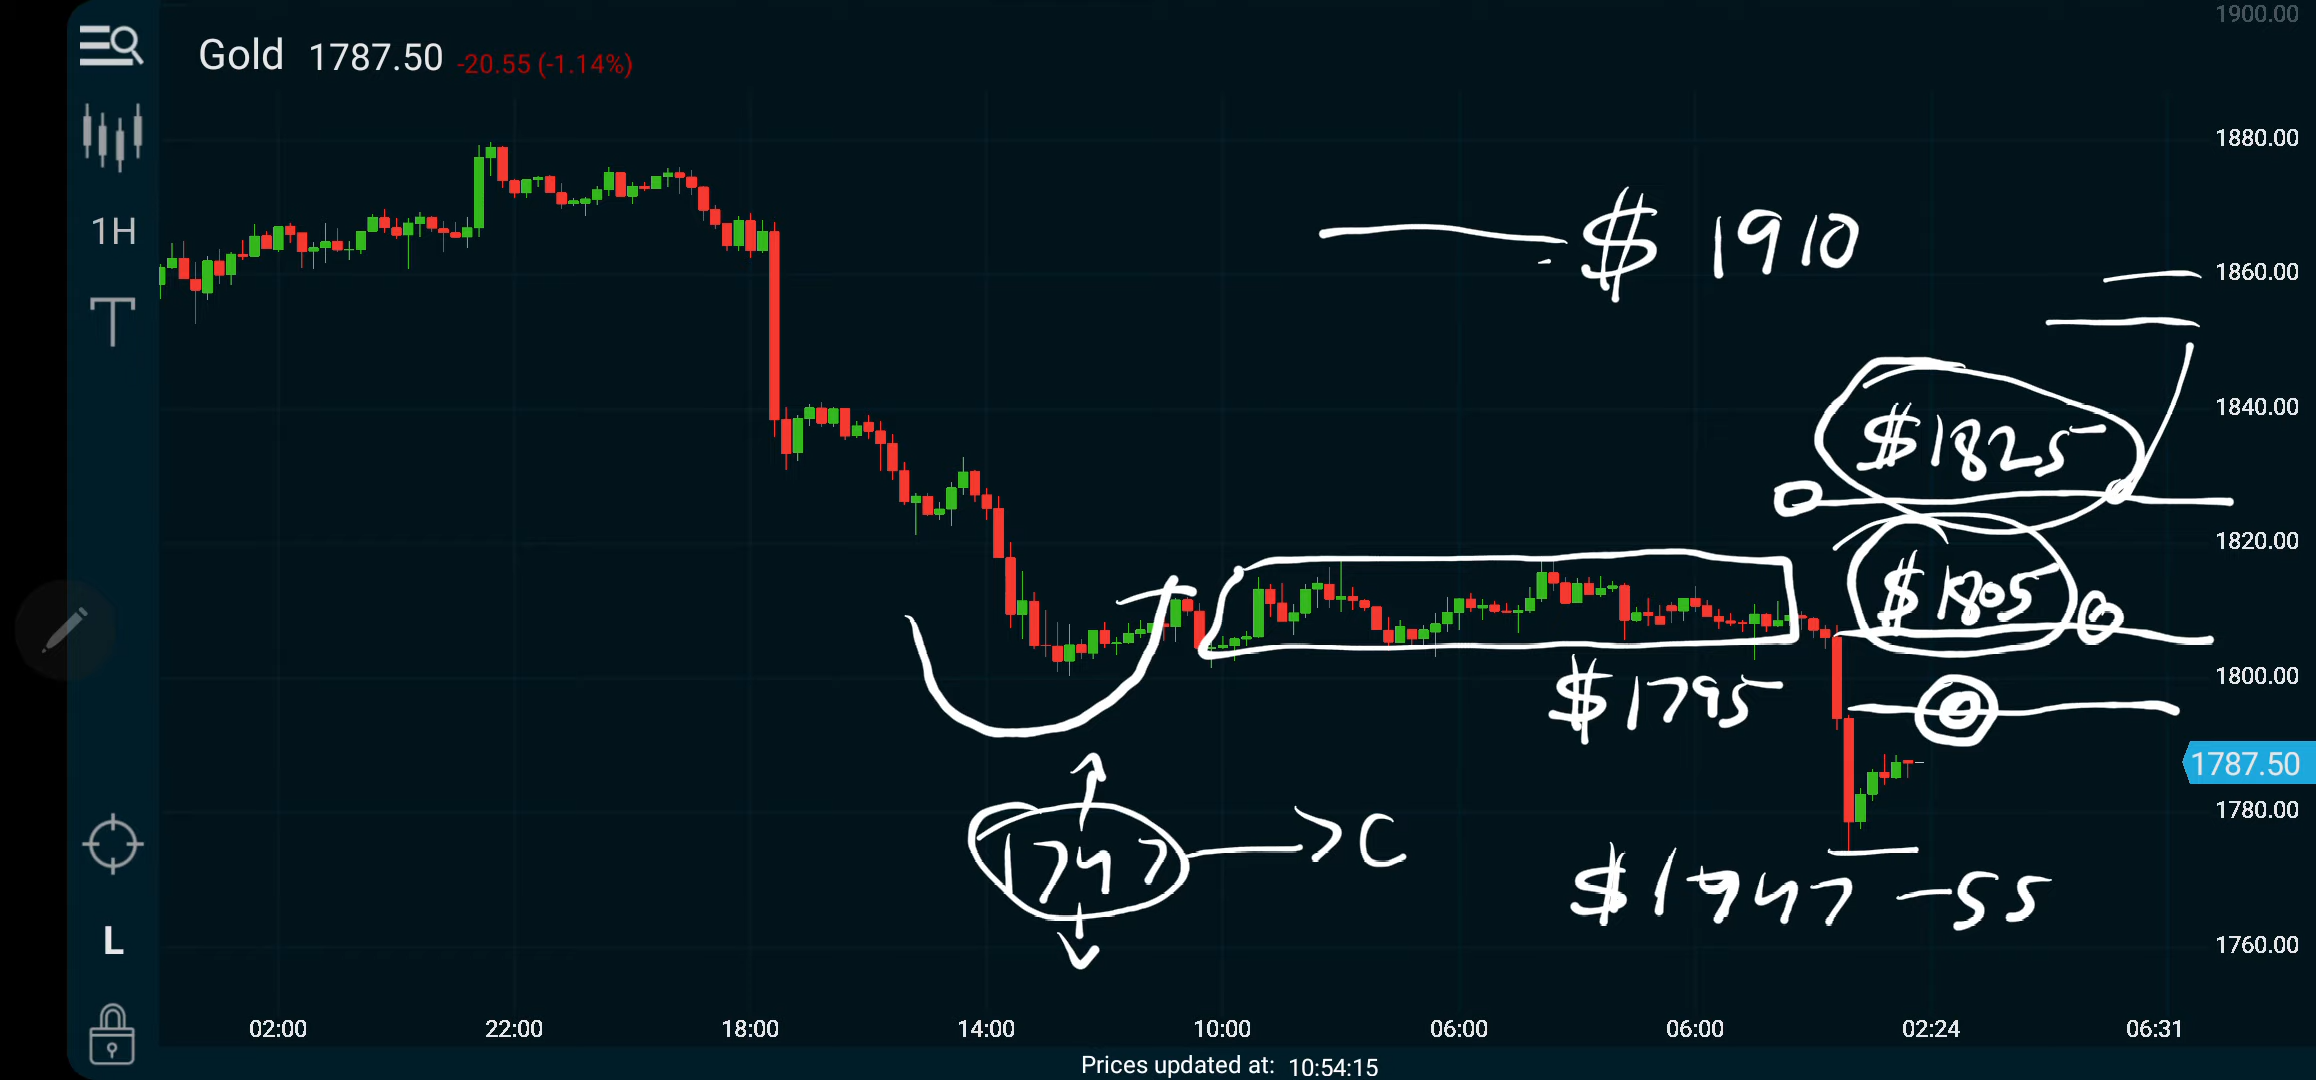 1900.00
Gold 1787.50 -20.55 (-1.14%)
1880.00
1H
$ 1910
1860.00
T
1840.00
$1825
1820.00
$1805
1800.00
$1795
1787.50
1780.00
1747 > C
$1747 - 55
L
1760.00
02:00 22:00 18:00 14:00 10:00 06:00 06:00 02:24 06:31
Prices updated at: 10:54:15